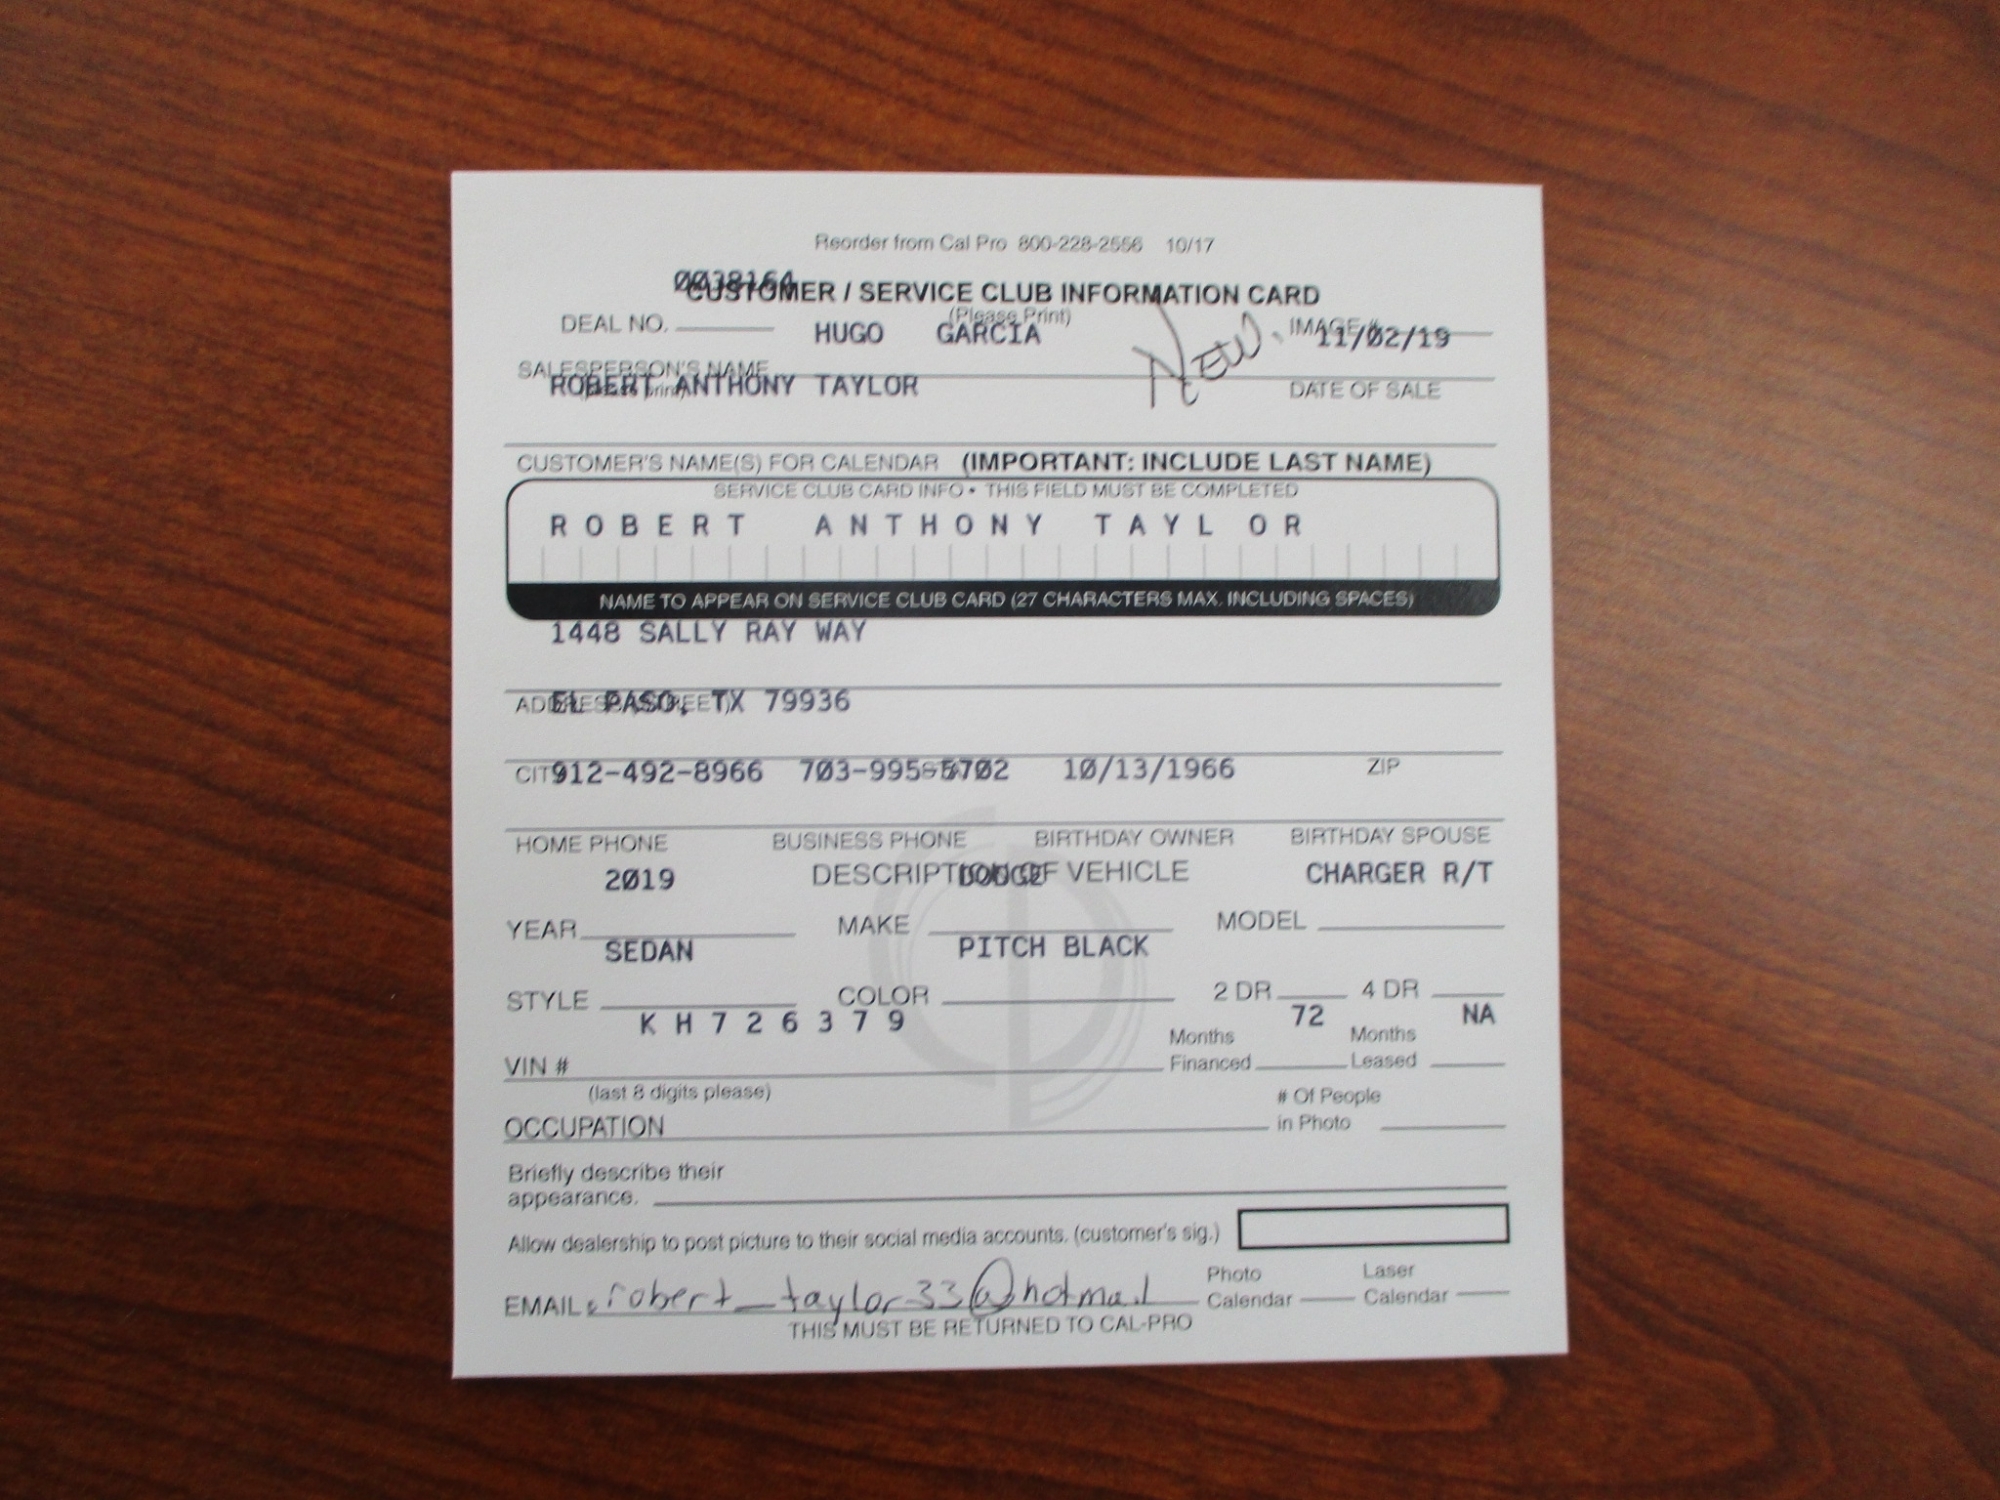 Reorder from Cal Pro 800-228-2556 10/17
0038164
CUSTOMER / SERVICE CLUB INFORMATION CARD
(Please Print)
DEAL NO. HUGO GARCIA New. IMAGE # 11/02/19
SALESPERSON'S NAME DATE OF SALE
(please print)
ROBERT ANTHONY TAYLOR
CUSTOMER'S NAME(S) FOR CALENDAR (IMPORTANT: INCLUDE LAST NAME)
SERVICE CLUB CARD INFO • THIS FIELD MUST BE COMPLETED
ROBERT ANTHONY TAYLOR
NAME TO APPEAR ON SERVICE CLUB CARD (27 CHARACTERS MAX. INCLUDING SPACES)
1448 SALLY RAY WAY
ADDRESS (STREET)
EL PASO, TX 79936
CITY ZIP
912-492-8966 703-995-5702 10/13/1966
HOME PHONE BUSINESS PHONE BIRTHDAY OWNER BIRTHDAY SPOUSE
DESCRIPTION OF VEHICLE
2019 DODGE CHARGER R/T
YEAR MAKE MODEL
SEDAN PITCH BLACK
STYLE COLOR 2 DR 4 DR
KH726379 72 NA
VIN # Months Financed Months Leased
(last 8 digits please)
OCCUPATION # Of People in Photo
Briefly describe their
appearance.
Allow dealership to post picture to their social media accounts. (customer's sig.)
EMAIL: robert_taylor33@hotmail Photo Calendar Laser Calendar
THIS MUST BE RETURNED TO CAL-PRO